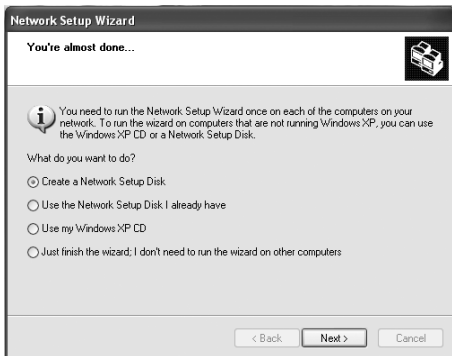 Network Setup Wizard
You're almost done...
You need to run the Network Setup Wizard once on each of the computers on your
network. To run the wizard on computers that are not running Windows XP, you can use
the Windows XP CD or a Network Setup Disk.
What do you want to do?
Create a Network Setup Disk
Use the Network Setup Disk I already have
Use my Windows XP CD
Just finish the wizard; I don't need to run the wizard on other computers
< Back Next > Cancel